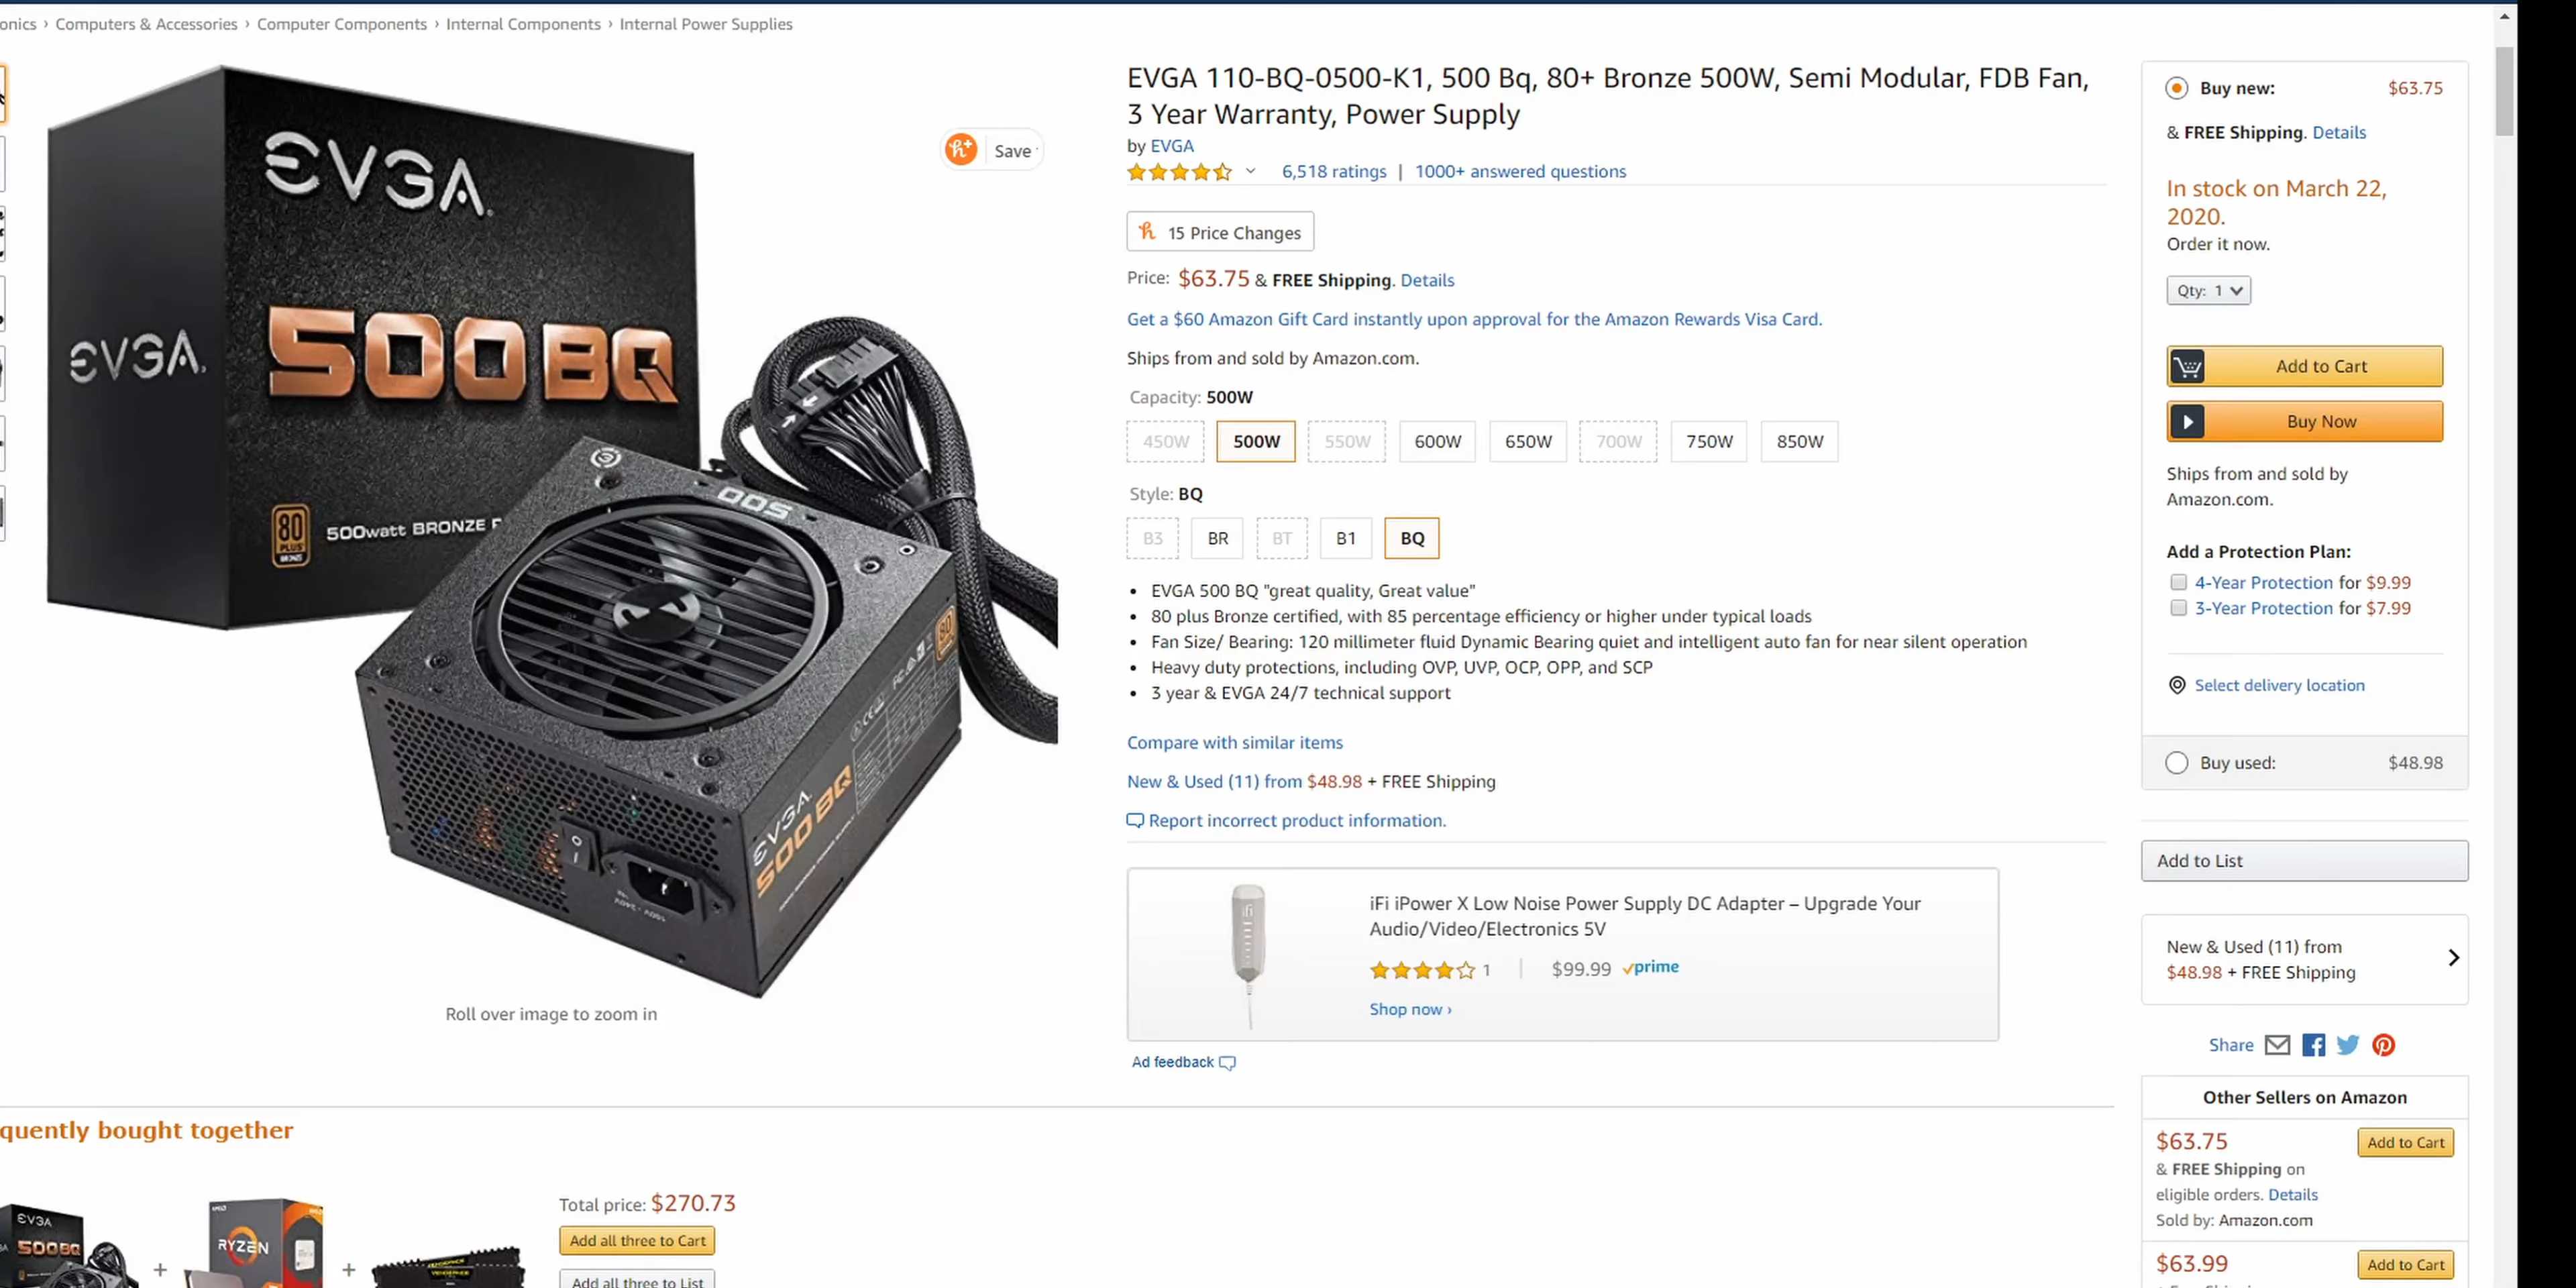 onics › Computers & Accessories › Computer Components › Internal Components › Internal Power Supplies
EVGA
500 BQ
EVGA
80 PLUS BRONZE
500watt BRONZE P
500
EVGA
500 BQ
Save
Roll over image to zoom in
EVGA 110-BQ-0500-K1, 500 Bq, 80+ Bronze 500W, Semi Modular, FDB Fan,
3 Year Warranty, Power Supply
by EVGA
6,518 ratings | 1000+ answered questions
15 Price Changes
Price: $63.75 & FREE Shipping. Details
Get a $60 Amazon Gift Card instantly upon approval for the Amazon Rewards Visa Card.
Ships from and sold by Amazon.com.
Capacity: 500W
450W 500W 550W 600W 650W 700W 750W 850W
Style: BQ
B3 BR BT B1 BQ
• EVGA 500 BQ "great quality, Great value"
• 80 plus Bronze certified, with 85 percentage efficiency or higher under typical loads
• Fan Size/ Bearing: 120 millimeter fluid Dynamic Bearing quiet and intelligent auto fan for near silent operation
• Heavy duty protections, including OVP, UVP, OCP, OPP, and SCP
• 3 year & EVGA 24/7 technical support
Compare with similar items
New & Used (11) from $48.98 + FREE Shipping
Report incorrect product information.
iFi iPower X Low Noise Power Supply DC Adapter – Upgrade Your
Audio/Video/Electronics 5V
1 | $99.99 prime
Shop now ›
Ad feedback
Buy new: $63.75
& FREE Shipping. Details
In stock on March 22,
2020.
Order it now.
Qty: 1
Add to Cart
Buy Now
Ships from and sold by
Amazon.com.
Add a Protection Plan:
4-Year Protection for $9.99
3-Year Protection for $7.99
Select delivery location
Buy used: $48.98
Add to List
New & Used (11) from
$48.98 + FREE Shipping
Share
Other Sellers on Amazon
$63.75 Add to Cart
& FREE Shipping on
eligible orders. Details
Sold by: Amazon.com
$63.99 Add to Cart
quently bought together
EVGA
500 BQ
RYZEN
Total price: $270.73
Add all three to Cart
Add all three to List